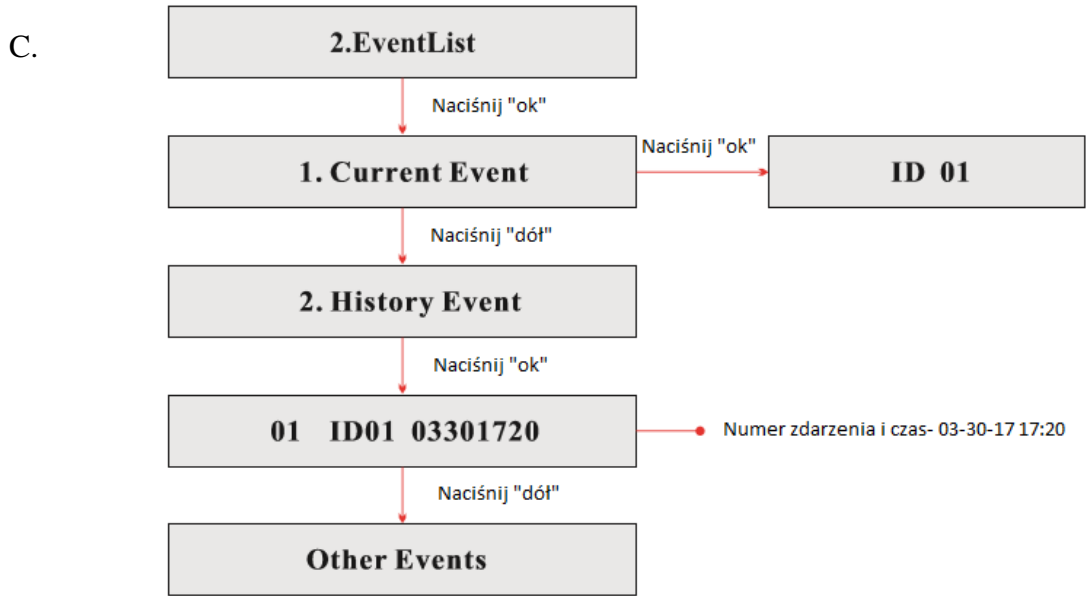 C.
2.EventList
Naciśnij "ok"
1. Current Event
Naciśnij "ok"
ID 01
Naciśnij "dół"
2. History Event
Naciśnij "ok"
01 ID01 03301720
Numer zdarzenia i czas- 03-30-17 17:20
Naciśnij "dół"
Other Events